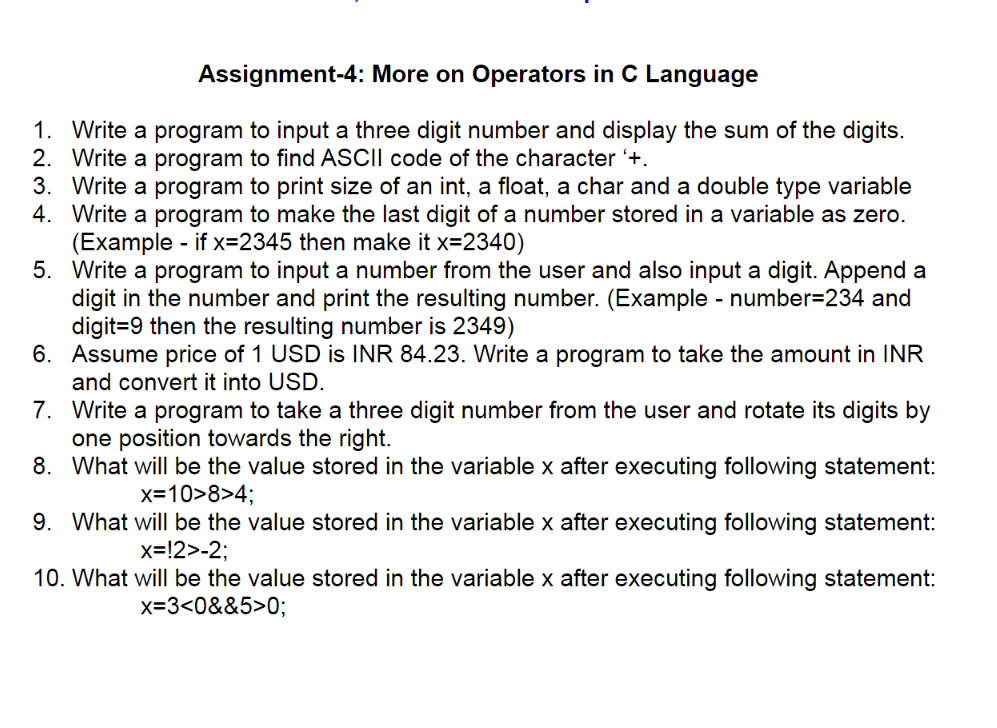 Assignment-4: More on Operators in C Language
1. Write a program to input a three digit number and display the sum of the digits.
2. Write a program to find ASCII code of the character ‘+.
3. Write a program to print size of an int, a float, a char and a double type variable
4. Write a program to make the last digit of a number stored in a variable as zero.
(Example - if x=2345 then make it x=2340)
5. Write a program to input a number from the user and also input a digit. Append a
digit in the number and print the resulting number. (Example - number=234 and
digit=9 then the resulting number is 2349)
6. Assume price of 1 USD is INR 84.23. Write a program to take the amount in INR
and convert it into USD.
7. Write a program to take a three digit number from the user and rotate its digits by
one position towards the right.
8. What will be the value stored in the variable x after executing following statement:
x=10>8>4;
9. What will be the value stored in the variable x after executing following statement:
x=!2>-2;
10. What will be the value stored in the variable x after executing following statement:
x=3<0&&5>0;